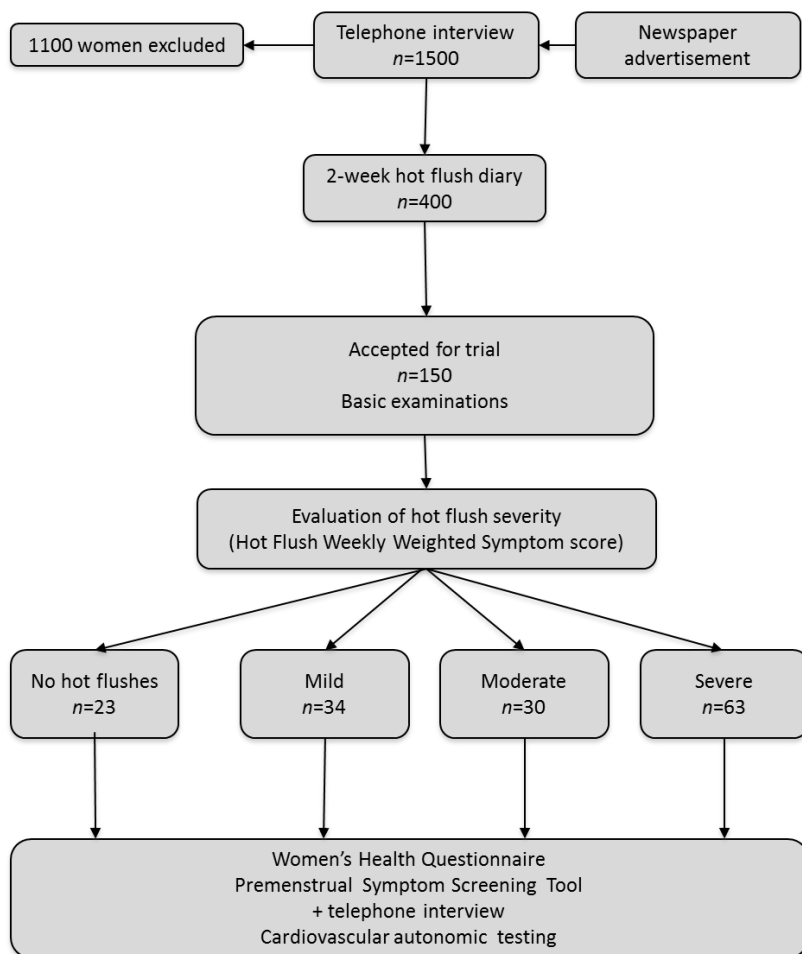 1100 women excluded
Telephone interview
n=1500
Newspaper
advertisement
2-week hot flush diary
n=400
Accepted for trial
n=150
Basic examinations
Evaluation of hot flush severity
(Hot Flush Weekly Weighted Symptom score)
No hot flushes
n=23
Mild
n=34
Moderate
n=30
Severe
n=63
Women’s Health Questionnaire
Premenstrual Symptom Screening Tool
+ telephone interview
Cardiovascular autonomic testing